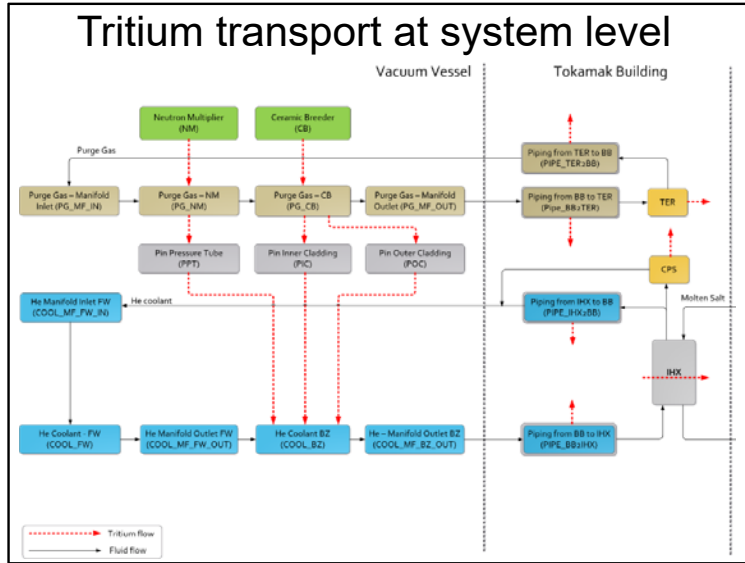 Tritium transport at system level
Vacuum Vessel
Tokamak Building
Neutron Multiplier
(NM)
Ceramic Breeder
(CB)
Purge Gas
Piping from TER to BB
(PIPE_TER2BB)
Purge Gas – Manifold
Inlet (PG_MF_IN)
Purge Gas – NM
(PG_NM)
Purge Gas – CB
(PG_CB)
Purge Gas – Manifold
Outlet (PG_MF_OUT)
Piping from BB to TER
(Pipe_BB2TER)
TER
Pin Pressure Tube
(PPT)
Pin Inner Cladding
(PIC)
Pin Outer Cladding
(POC)
CPS
He Manifold Inlet FW
(COOL_MF_FW_IN)
He coolant
Piping from IHX to BB
(PIPE_IHX2BB)
Molten Salt
IHX
He Coolant - FW
(COOL_FW)
He Manifold Outlet FW
(COOL_MF_FW_OUT)
He Coolant BZ
(COOL_BZ)
He – Manifold Outlet BZ
(COOL_MF_BZ_OUT)
Piping from BB to IHX
(PIPE_BB2IHX)
Tritium flow
Fluid flow